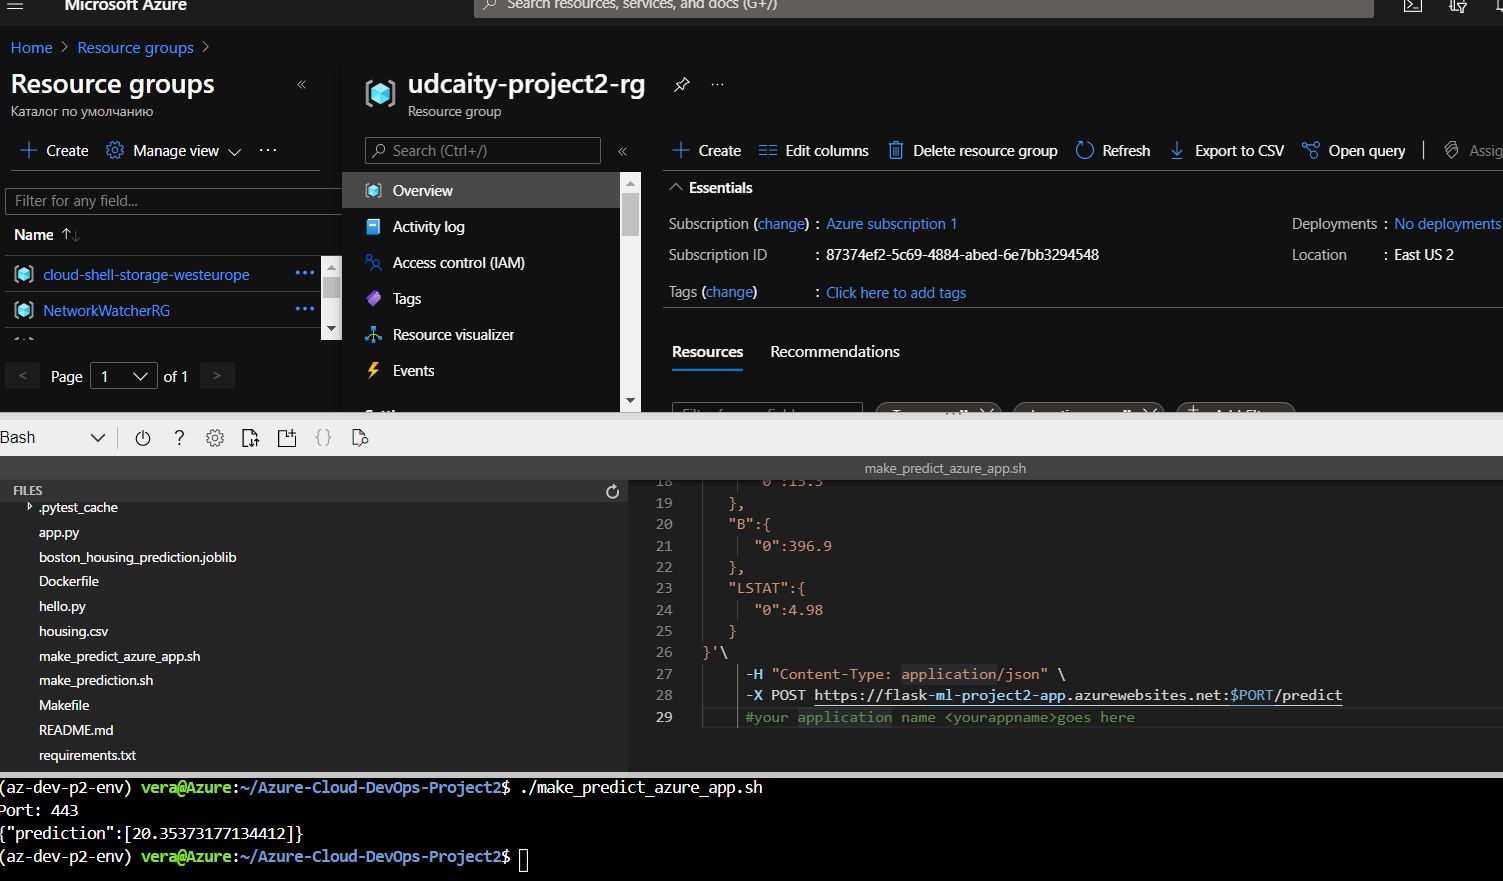 Microsoft Azure
Search resources, services, and docs (G+/)
Home > Resource groups >
Resource groups
Каталог по умолчанию
Create
Manage view
Filter for any field...
Name
cloud-shell-storage-westeurope
NetworkWatcherRG
< Page 1 of 1 >
udcaity-project2-rg
Resource group
Search (Ctrl+/)
Overview
Activity log
Access control (IAM)
Tags
Resource visualizer
Events
Create
Edit columns
Delete resource group
Refresh
Export to CSV
Open query
Assig
Essentials
Subscription (change) : Azure subscription 1
Subscription ID : 87374ef2-5c69-4884-abed-6e7bb3294548
Tags (change) : Click here to add tags
Deployments : No deployments
Location : East US 2
Resources
Recommendations
Bash
make_predict_azure_app.sh
FILES
.pytest_cache
app.py
boston_housing_prediction.joblib
Dockerfile
hello.py
housing.csv
make_predict_azure_app.sh
make_prediction.sh
Makefile
README.md
requirements.txt
18 "0":15.3
19 },
20 "B":{
21 "0":396.9
22 },
23 "LSTAT":{
24 "0":4.98
25 }
26 }'\
27 -H "Content-Type: application/json" \
28 -X POST https://flask-ml-project2-app.azurewebsites.net:$PORT/predict
29 #your application name <yourappname>goes here
(az-dev-p2-env) vera@Azure:~/Azure-Cloud-DevOps-Project2$ ./make_predict_azure_app.sh
Port: 443
{"prediction":[20.35373177134412]}
(az-dev-p2-env) vera@Azure:~/Azure-Cloud-DevOps-Project2$